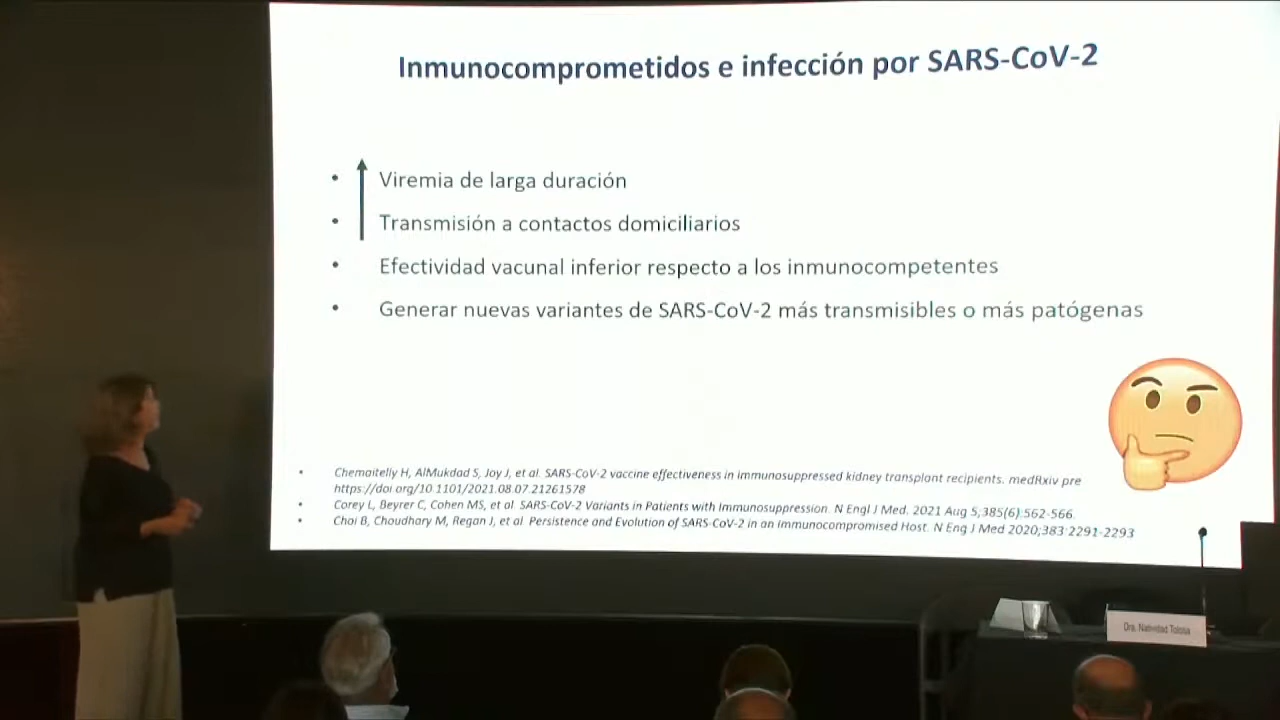 Inmunocomprometidos e infección por SARS-CoV-2
• Viremia de larga duración
• Transmisión a contactos domiciliarios
• Efectividad vacunal inferior respecto a los inmunocompetentes
• Generar nuevas variantes de SARS-CoV-2 más transmisibles o más patógenas
• Chemaitelly H, AlMukdad S, Joy J, et al. SARS-CoV-2 vaccine effectiveness in immunosuppressed kidney transplant recipients. medRxiv pre
https://doi.org/10.1101/2021.08.07.21261578
• Corey L, Beyrer C, Cohen MS, et al. SARS-CoV-2 Variants in Patients with Immunosuppression. N Engl J Med. 2021 Aug 5;385(6):562-566.
• Choi B, Choudhary M, Regan J, et al. Persistence and Evolution of SARS-CoV-2 in an Immunocompromised Host. N Eng J Med 2020;383:2291-2293
Dra. Natividad Tolosa